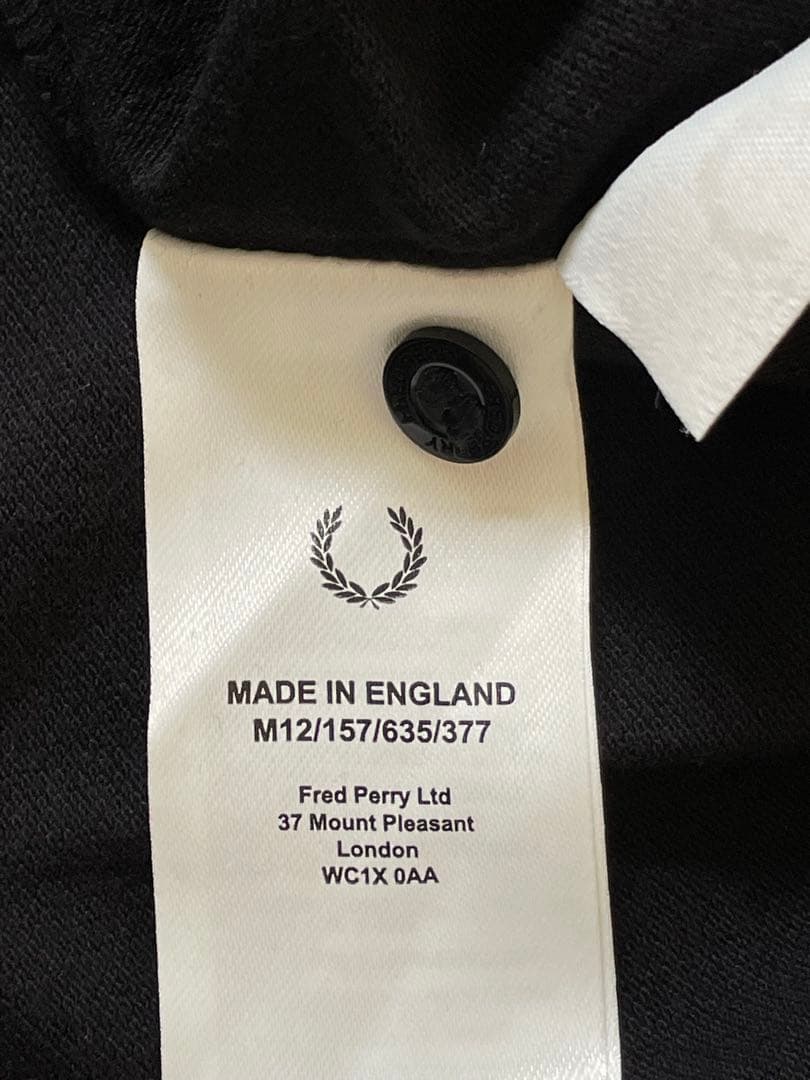 MADE IN ENGLAND
M12/157/635/377
Fred Perry Ltd
37 Mount Pleasant
London
WC1X 0AA